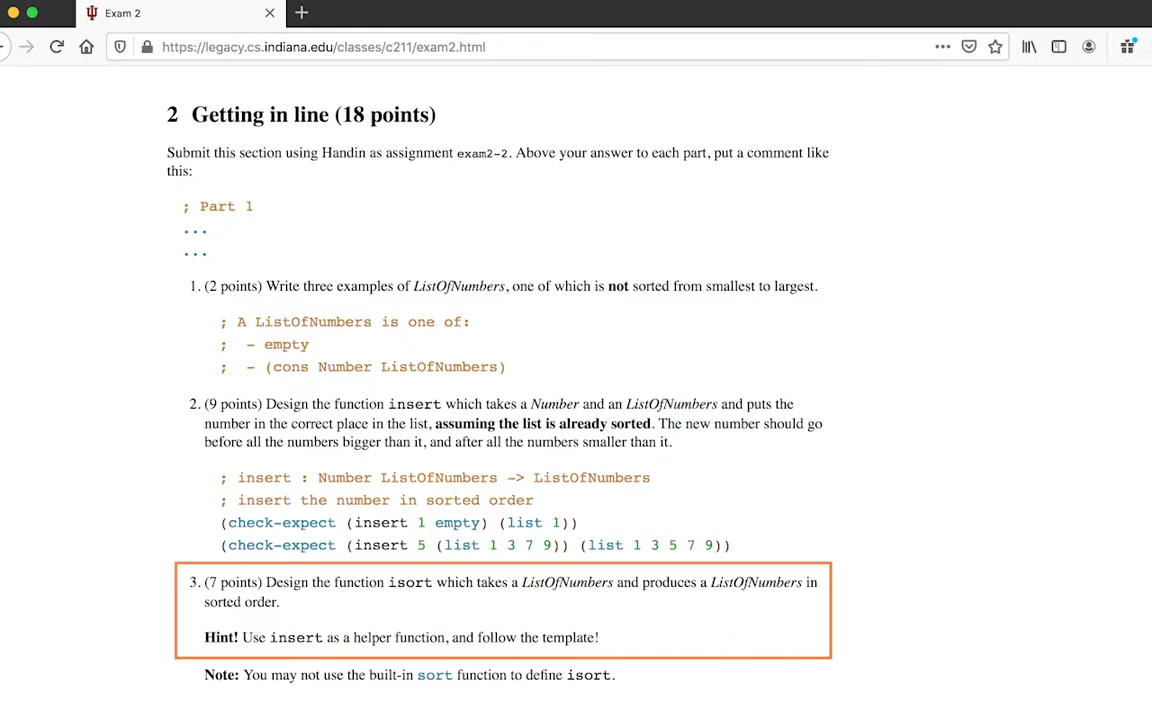 Exam 2
https://legacy.cs.indiana.edu/classes/c211/exam2.html
2 Getting in line (18 points)
Submit this section using Handin as assignment exam2-2. Above your answer to each part, put a comment like
this:
; Part 1
...
...
1. (2 points) Write three examples of ListOfNumbers, one of which is not sorted from smallest to largest.
; A ListOfNumbers is one of:
; - empty
; - (cons Number ListOfNumbers)
2. (9 points) Design the function insert which takes a Number and an ListOfNumbers and puts the
number in the correct place in the list, assuming the list is already sorted. The new number should go
before all the numbers bigger than it, and after all the numbers smaller than it.
; insert : Number ListOfNumbers -> ListOfNumbers
; insert the number in sorted order
(check-expect (insert 1 empty) (list 1))
(check-expect (insert 5 (list 1 3 7 9)) (list 1 3 5 7 9))
3. (7 points) Design the function isort which takes a ListOfNumbers and produces a ListOfNumbers in
sorted order.
Hint! Use insert as a helper function, and follow the template!
Note: You may not use the built-in sort function to define isort.